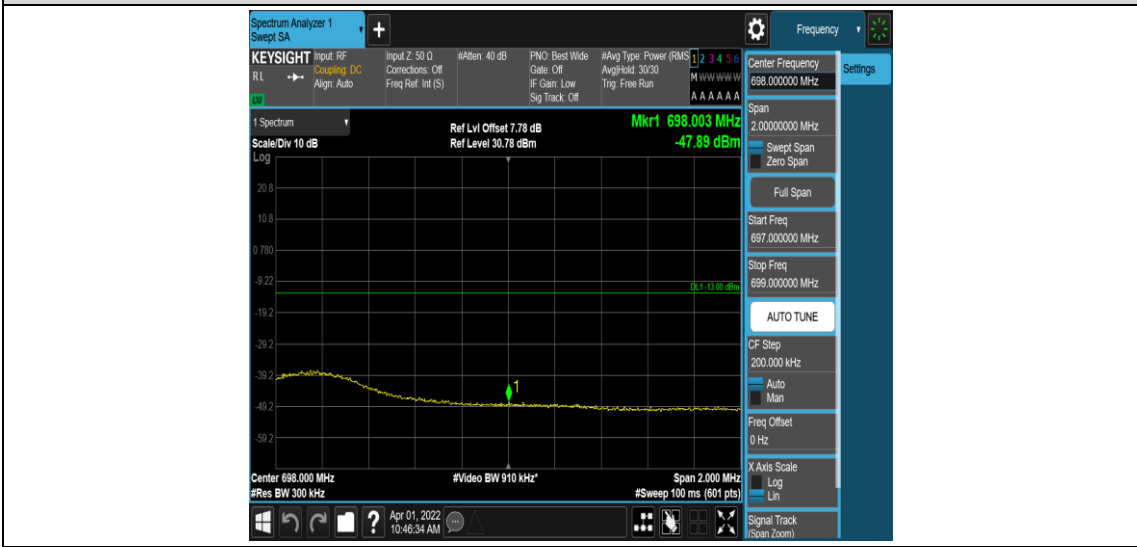 Spectrum Analyzer 1
Swept SA
+
Frequency
KEYSIGHT
RL
LXI
Input: RF
Coupling: DC
Align: Auto
Input Z: 50 Ω
Corrections: Off
Freq Ref: Int (S)
#Atten: 40 dB
PNO: Best Wide
Gate: Off
IF Gain: Low
Sig Track: Off
#Avg Type: Power (RMS
Avg|Hold: 30/30
Trig: Free Run
1 2 3 4 5 6
M W W W W W
A A A A A A
Center Frequency
698.000000 MHz
Settings
1 Spectrum
Scale/Div 10 dB
Log
Ref Lvl Offset 7.78 dB
Ref Level 30.78 dBm
Mkr1 698.003 MHz
-47.89 dBm
20.8
10.8
0.780
-9.22
-19.2
-29.2
-39.2
-49.2
-59.2
DL1 -13.00 dBm
1
Center 698.000 MHz
#Res BW 300 kHz
#Video BW 910 kHz*
Span 2.000 MHz
#Sweep 100 ms (601 pts)
Span
2.00000000 MHz
Swept Span
Zero Span
Full Span
Start Freq
697.000000 MHz
Stop Freq
699.000000 MHz
AUTO TUNE
CF Step
200.000 kHz
Auto
Man
Freq Offset
0 Hz
X Axis Scale
Log
Lin
Signal Track
(Span Zoom)
?
Apr 01, 2022
10:46:34 AM